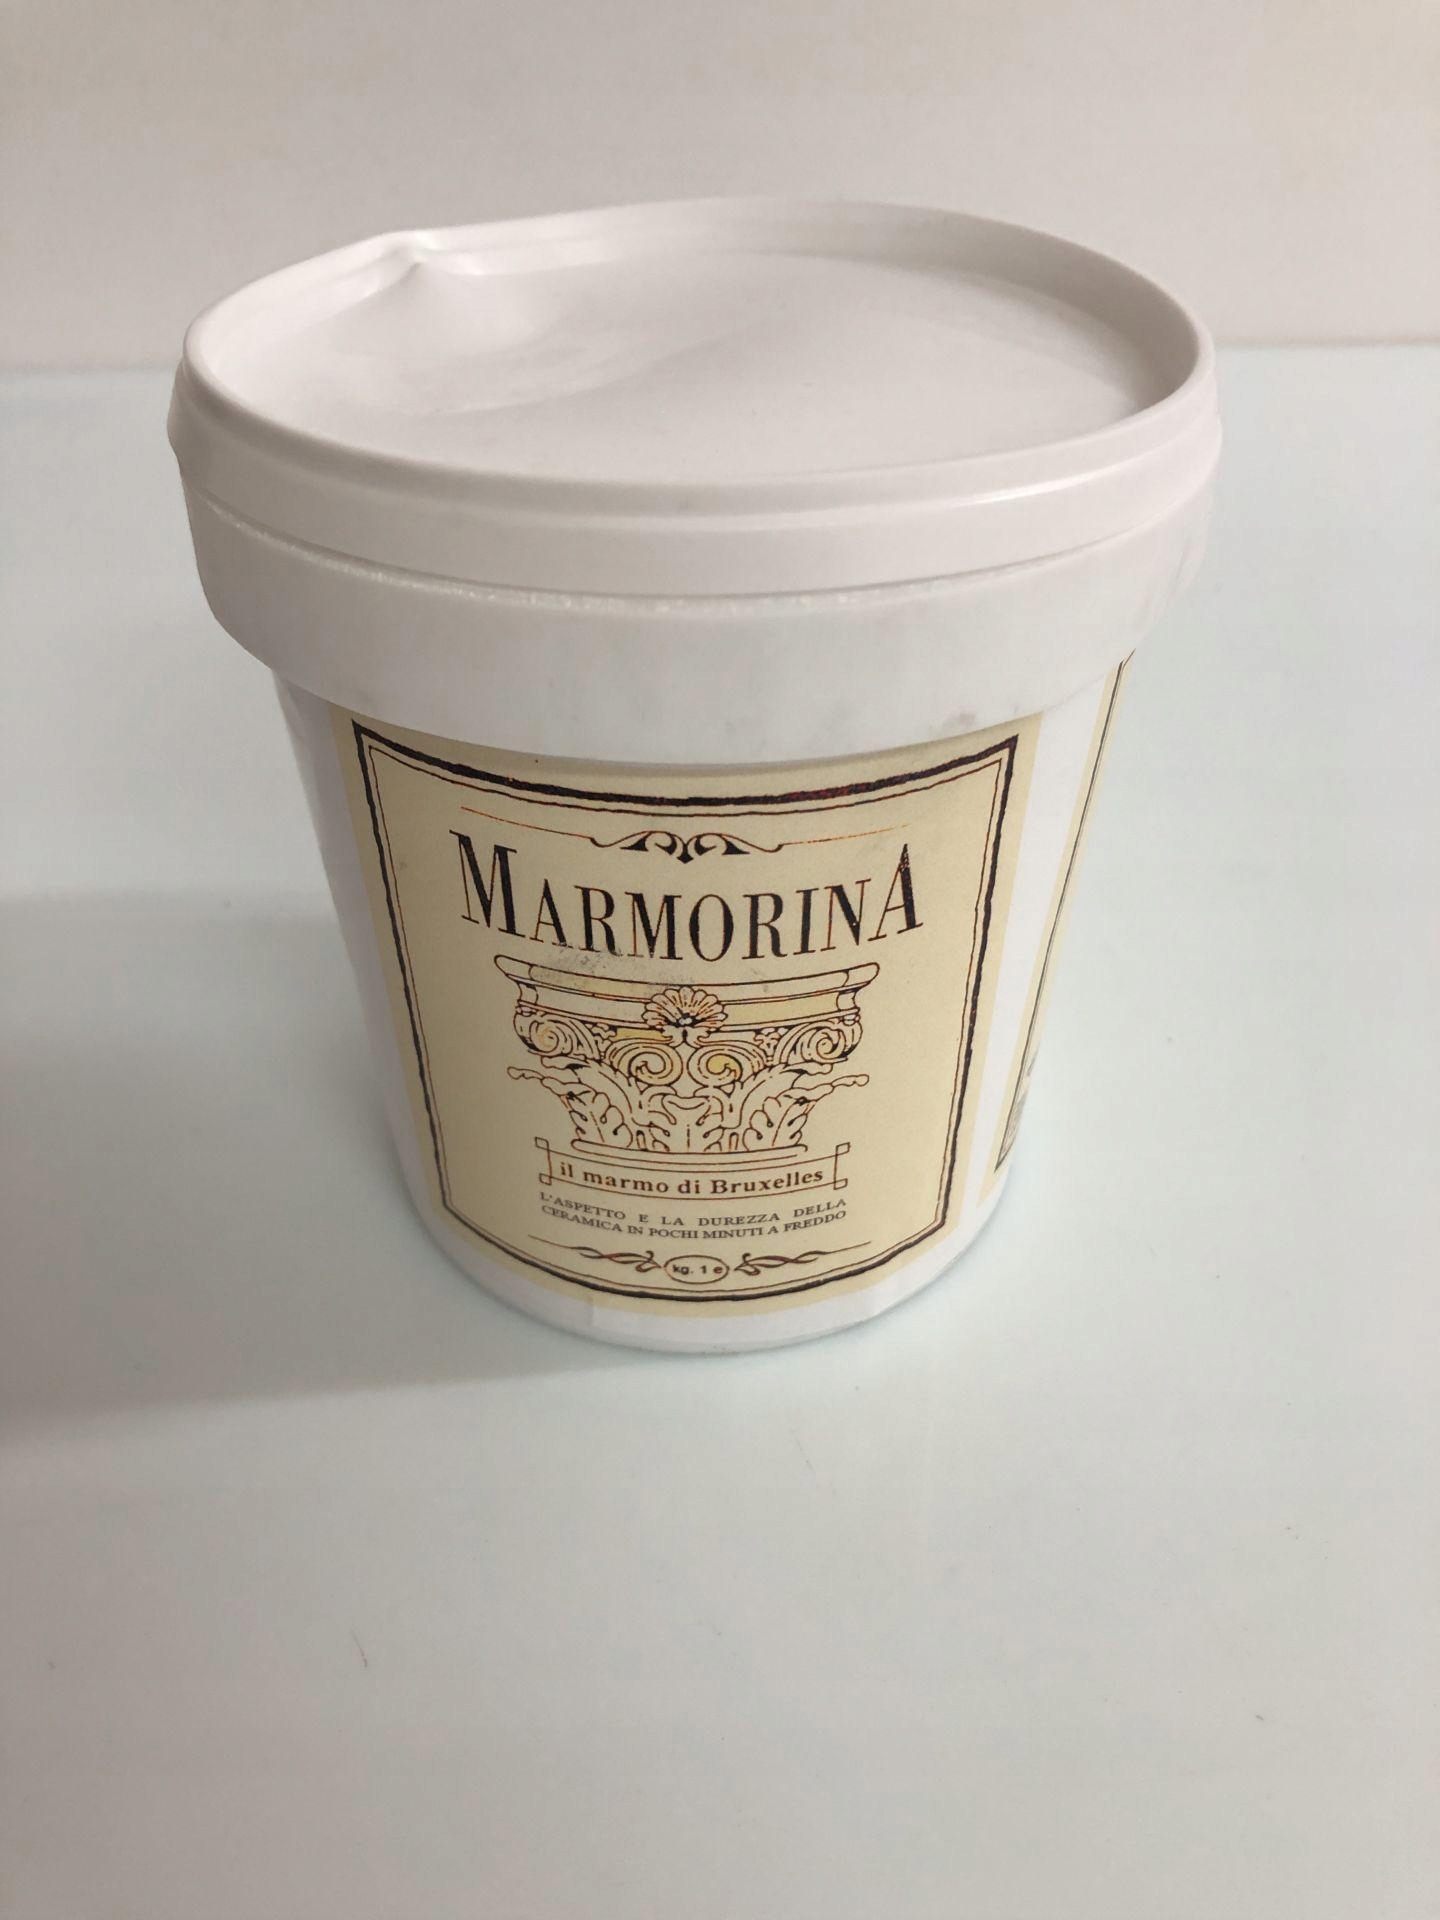 MARMORINA
il marmo di Bruxelles
L'ASPETTO E LA DUREZZA DELLA
CERAMICA IN POCHI MINUTI A FREDDO
kg. 1 e